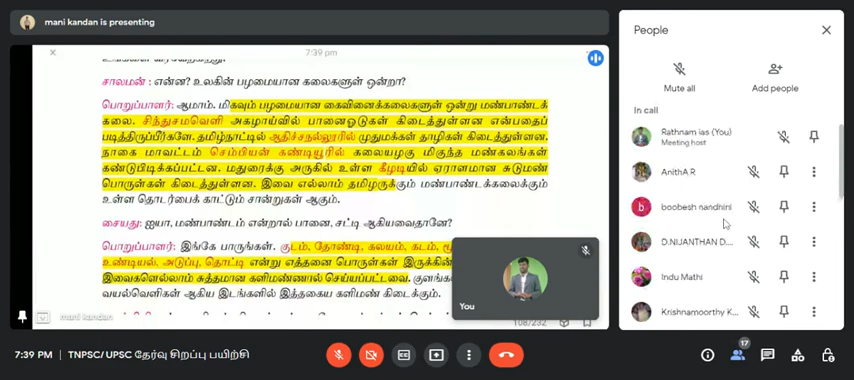 mani kandan is presenting
7:39 pm
சாலமன் : என்ன? உலகின் பழமையான கலைகளுள் ஒன்றா?
பொறுப்பாளர்: ஆமாம். மிகவும் பழமையான கைவினைக்கலைகளுள் ஒன்று மண்பாண்டக்
கலை. சிந்துசமவெளி அகழாய்வில் பானைஓடுகள் கிடைத்துள்ளன என்பதைப்
படித்திருப்பீர்களே. தமிழ்நாட்டில் ஆதிச்சநல்லூரில் முதுமக்கள் தாழிகள் கிடைத்துள்ளன.
நாகை மாவட்டம் செம்பியன் கண்டியூரில் கலையழகு மிகுந்த மண்கலங்கள்
கண்டுபிடிக்கப்பட்டன. மதுரைக்கு அருகில் உள்ள கீழடியில் ஏராளமான சுடுமண்
பொருள்கள் கிடைத்துள்ளன. இவை எல்லாம் தமிழருக்கும் மண்பாண்டக்கலைக்கும்
உள்ள தொடர்பைக் காட்டும் சான்றுகள் ஆகும்.
சையது: ஐயா, மண்பாண்டம் என்றால் பானை, சட்டி ஆகியவைதானே?
பொறுப்பாளர்: இங்கே பாருங்கள். குடம், தோண்டி, கலயம், கடம், மூ
உண்டியல், அடுப்பு, தொட்டி என்று எத்தனை பொருள்கள் இருக்கின்
இவைகளெல்லாம் சுத்தமான களிமண்ணால் செய்யப்பட்டவை. குளங்க
வயல்வெளிகள் ஆகிய இடங்களில் இத்தகைய களிமண் கிடைக்கும்.
mani kandan
108/232
You
People
Mute all
Add people
In call
Rathnam ias (You)
Meeting host
AnithA R
boobesh nandhini
D.NIJANTHAN D....
Indu Mathi
Krishnamoorthy K...
7:39 PM | TNPSC/ UPSC தேர்வு சிறப்பு பயிற்சி
17